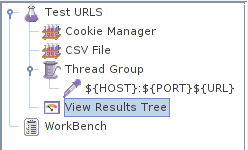 Test URLS
Cookie Manager
CSV File
Thread Group
${HOST}:${PORT}${URL}
View Results Tree
WorkBench